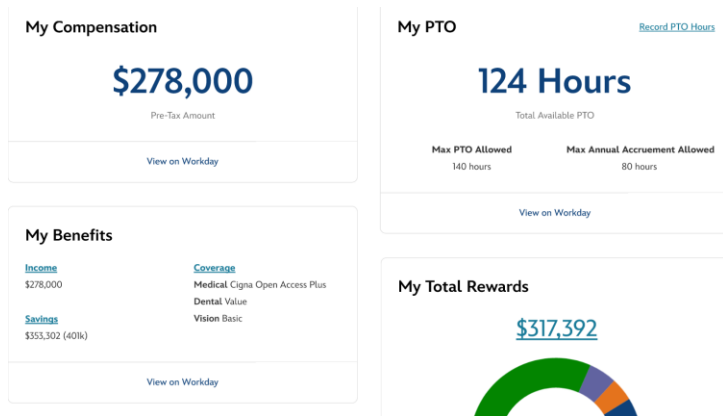 My Compensation
$278,000
Pre-Tax Amount
View on Workday
My PTO
Record PTO Hours
124 Hours
Total Available PTO
Max PTO Allowed
140 hours
Max Annual Accruement Allowed
80 hours
View on Workday
My Benefits
Income
$278,000
Savings
$353,302 (401k)
Coverage
Medical Cigna Open Access Plus
Dental Value
Vision Basic
View on Workday
My Total Rewards
$317,392